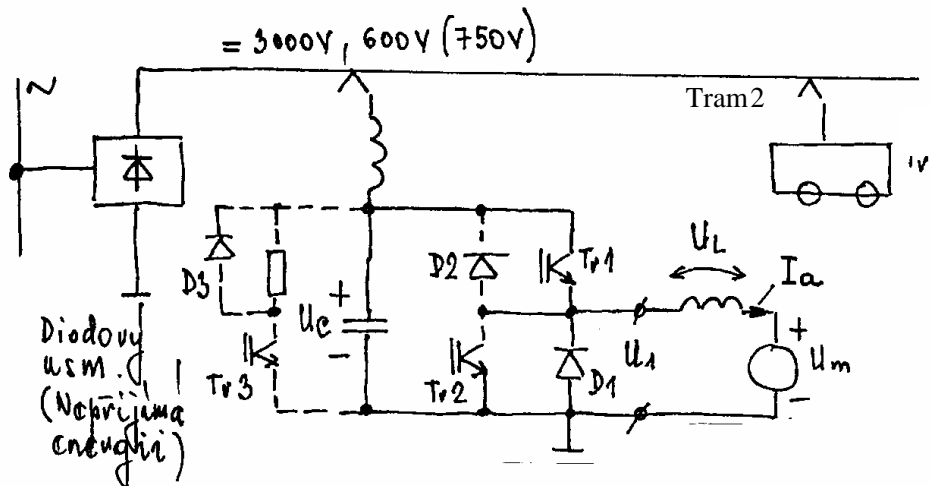 = 3000V, 600V (750V)
~
Tram2
D3
Tr3
+
Uc
-
D2
Tr1
Tr2
D1
U1
UL
Ia
+
Um
-
Diodový
usm.
(Nepřijímá
energii)